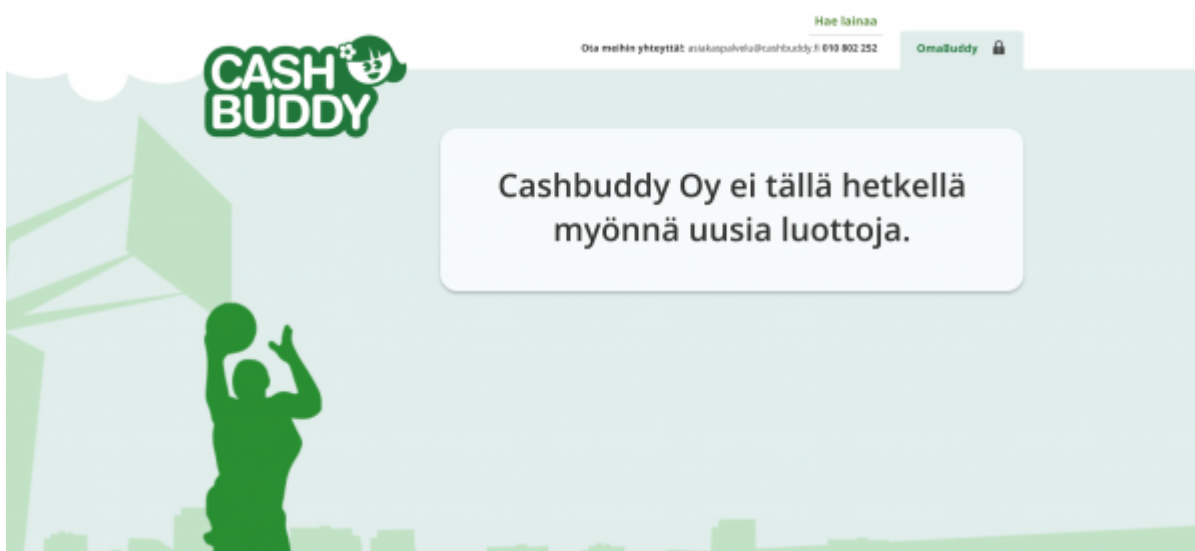 Hae lainaa
Ota meihin yhteyttä: asiakaspalvelu@cashbuddy.fi 010 802 252
OmaBuddy
CASH
BUDDY
Cashbuddy Oy ei tällä hetkellä
myönnä uusia luottoja.